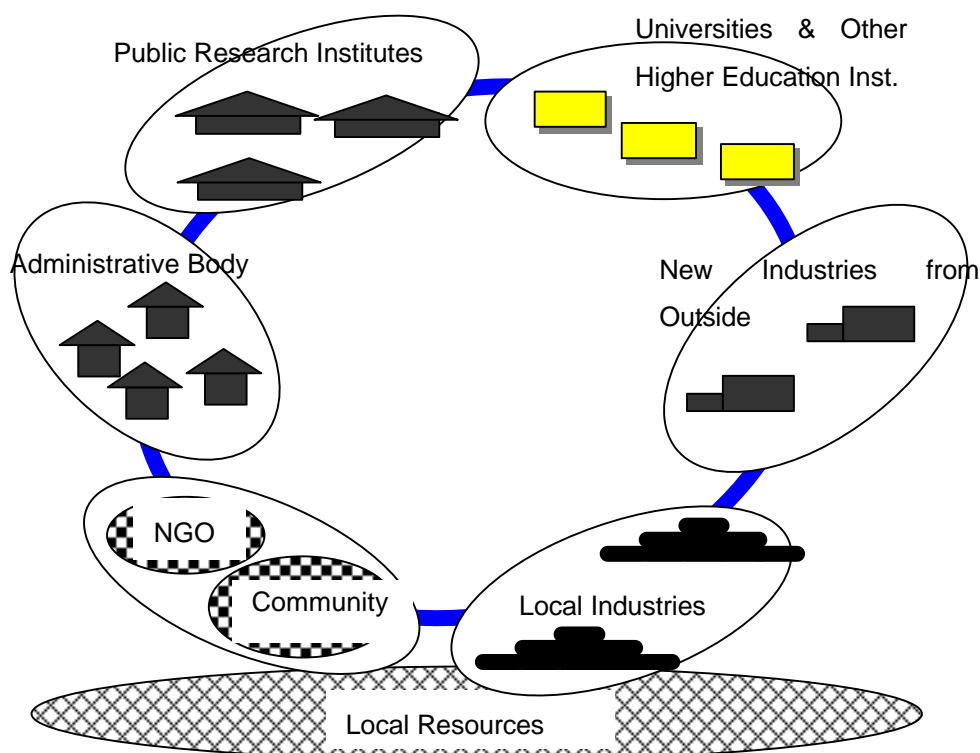 Public Research Institutes
Universities & Other
Higher Education Inst.
Administrative Body
New Industries from
Outside
NGO
Community
Local Industries
Local Resources